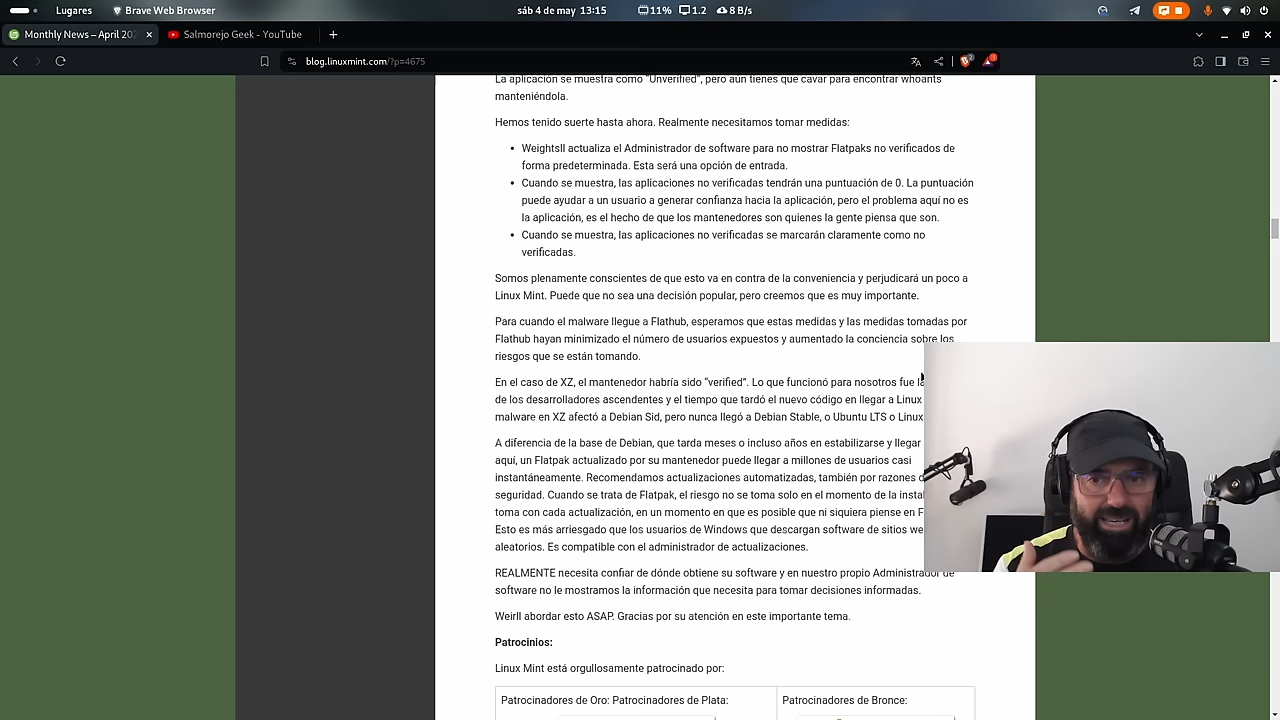 Lugares
Brave Web Browser
sáb 4 de may 13:15
11%
1.2
8 B/s
Monthly News – April 202
Salmorejo Geek - YouTube
blog.linuxmint.com/?p=4675
La aplicación se muestra como “Unverified”, pero aún tienes que cavar para encontrar whoants
manteniéndola.
Hemos tenido suerte hasta ahora. Realmente necesitamos tomar medidas:
• Weightsll actualiza el Administrador de software para no mostrar Flatpaks no verificados de
forma predeterminada. Esta será una opción de entrada.
• Cuando se muestra, las aplicaciones no verificadas tendrán una puntuación de 0. La puntuación
puede ayudar a un usuario a generar confianza hacia la aplicación, pero el problema aquí no es
la aplicación, es el hecho de que los mantenedores son quienes la gente piensa que son.
• Cuando se muestra, las aplicaciones no verificadas se marcarán claramente como no
verificadas.
Somos plenamente conscientes de que esto va en contra de la conveniencia y perjudicará un poco a
Linux Mint. Puede que no sea una decisión popular, pero creemos que es muy importante.
Para cuando el malware llegue a Flathub, esperamos que estas medidas y las medidas tomadas por
Flathub hayan minimizado el número de usuarios expuestos y aumentado la conciencia sobre los
riesgos que se están tomando.
En el caso de XZ, el mantenedor habría sido “verified”. Lo que funcionó para nosotros fue
de los desarrolladores ascendentes y el tiempo que tardó el nuevo código en llegar a Linux
malware en XZ afectó a Debian Sid, pero nunca llegó a Debian Stable, o Ubuntu LTS o Linux
A diferencia de la base de Debian, que tarda meses o incluso años en estabilizarse y llegar
aquí, un Flatpak actualizado por su mantenedor puede llegar a millones de usuarios casi
instantáneamente. Recomendamos actualizaciones automatizadas, también por razones d
seguridad. Cuando se trata de Flatpak, el riesgo no se toma solo en el momento de la insta
toma con cada actualización, en un momento en que es posible que ni siquiera piense en F
Esto es más arriesgado que los usuarios de Windows que descargan software de sitios we
aleatorios. Es compatible con el administrador de actualizaciones.
REALMENTE necesita confiar de dónde obtiene su software y en nuestro propio Administrador de
software no le mostramos la información que necesita para tomar decisiones informadas.
Weirll abordar esto ASAP. Gracias por su atención en este importante tema.
Patrocinios:
Linux Mint está orgullosamente patrocinado por:
Patrocinadores de Oro: Patrocinadores de Plata:
Patrocinadores de Bronce: